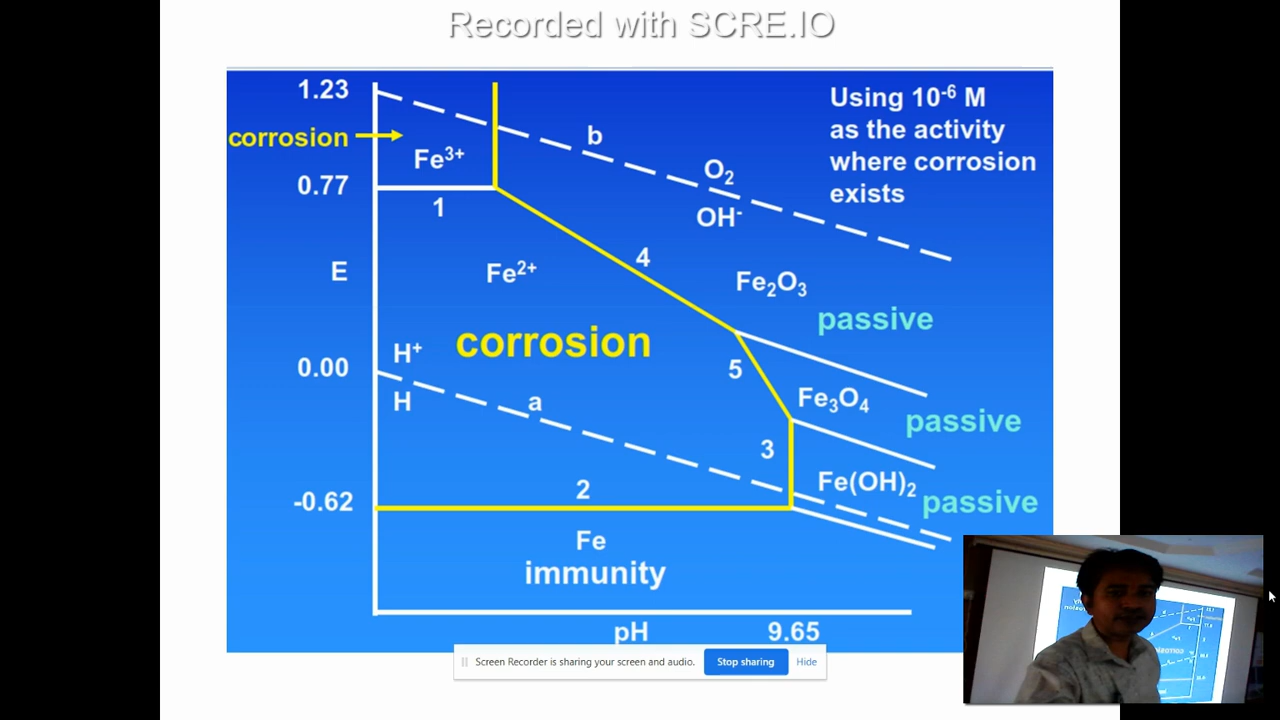 Recorded with SCRE.IO
1.23
corrosion
Fe³⁺
0.77
1
b
O₂
OH⁻
Using 10⁻⁶ M
as the activity
where corrosion
exists
E
Fe²⁺
4
Fe₂O₃
passive
corrosion
0.00
H⁺
H
a
5
Fe₃O₄
passive
3
Fe(OH)₂
passive
-0.62
2
Fe
immunity
pH
9.65
Screen Recorder is sharing your screen and audio.
Stop sharing
Hide